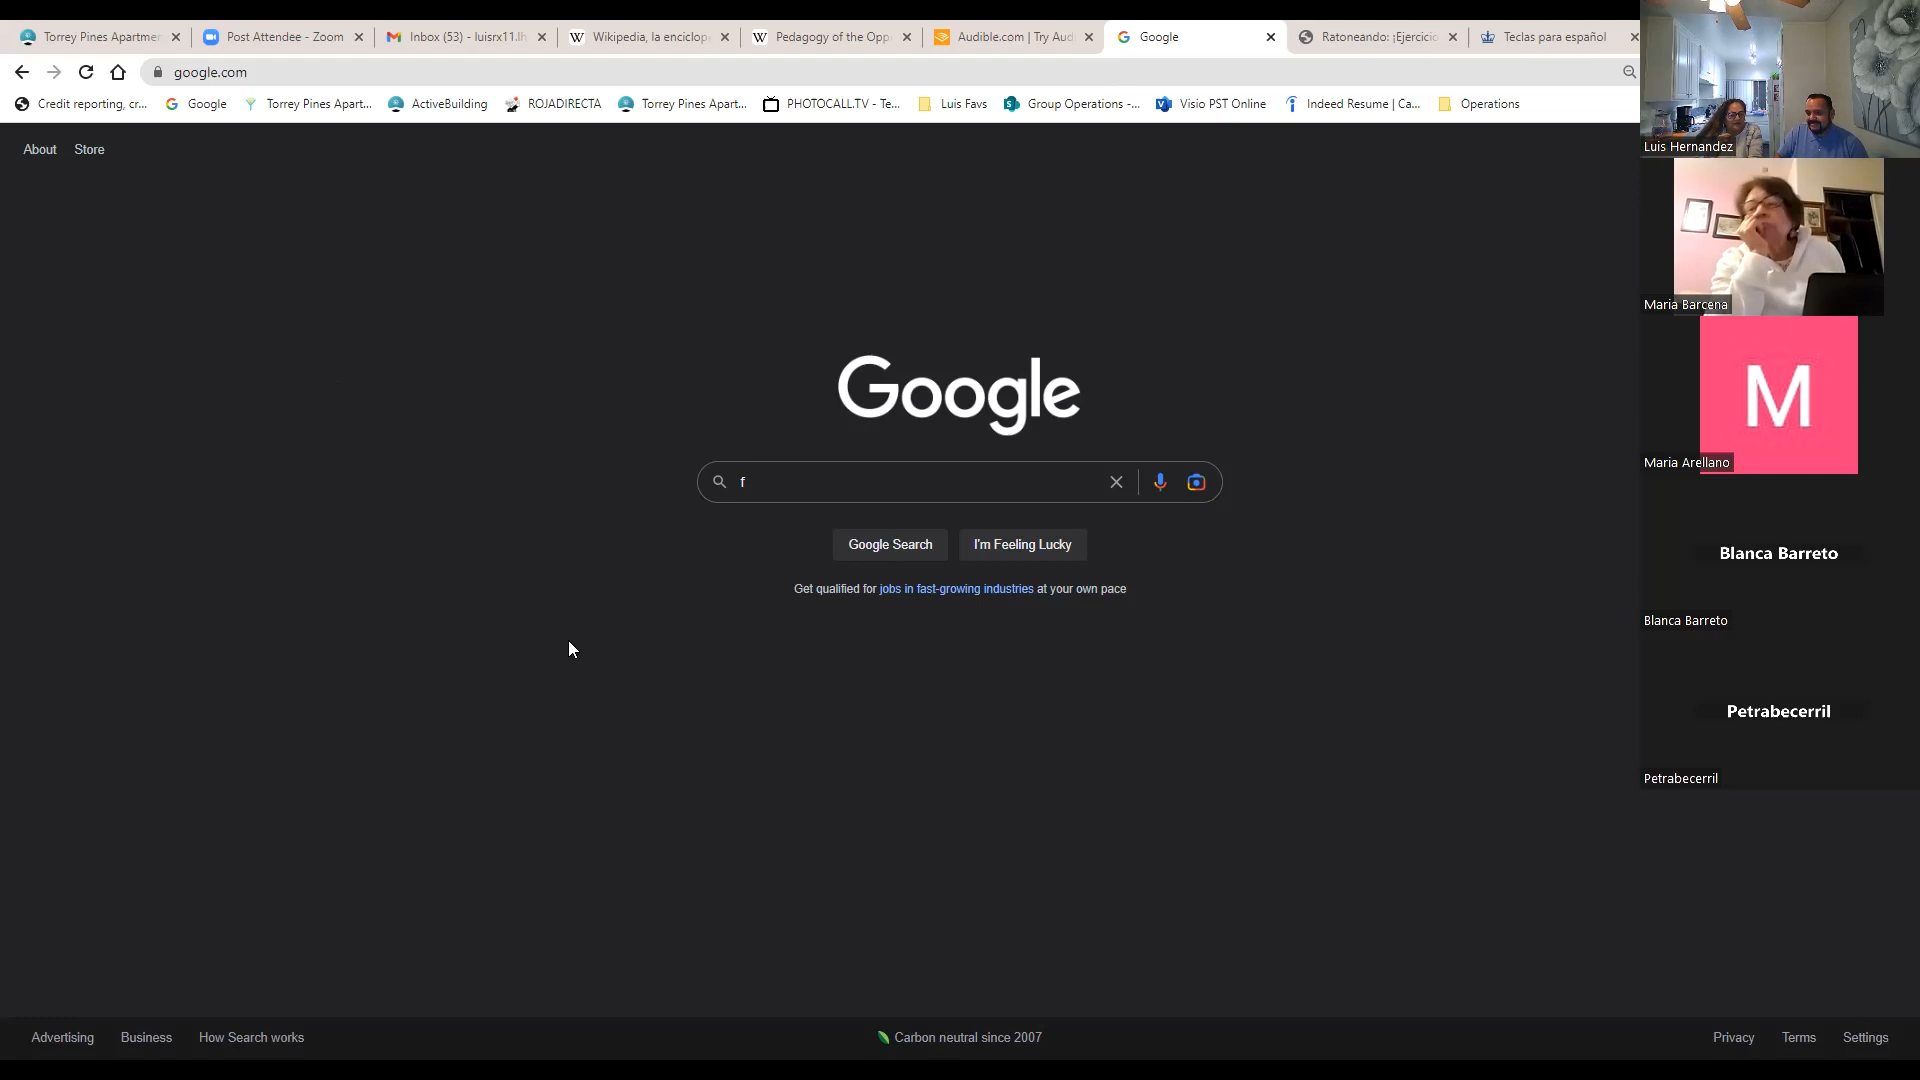 Torrey Pines Apartmen
Post Attendee - Zoom
Inbox (53) - luisrx11.lh
Wikipedia, la enciclop
Pedagogy of the Opp
Audible.com | Try Aud
Google
Ratoneando: ¡Ejercicio
Teclas para español
google.com
Credit reporting, cr...
Google
Torrey Pines Apart...
ActiveBuilding
ROJADIRECTA
Torrey Pines Apart...
PHOTOCALL.TV - Te...
Luis Favs
Group Operations -...
Visio PST Online
Indeed Resume | Ca...
Operations
About Store
Google
f
Google Search I'm Feeling Lucky
Get qualified for jobs in fast-growing industries at your own pace
Advertising Business How Search works
Carbon neutral since 2007
Privacy Terms Settings
Luis Hernandez
Maria Barcena
M
Maria Arellano
Blanca Barreto
Blanca Barreto
Petrabecerril
Petrabecerril